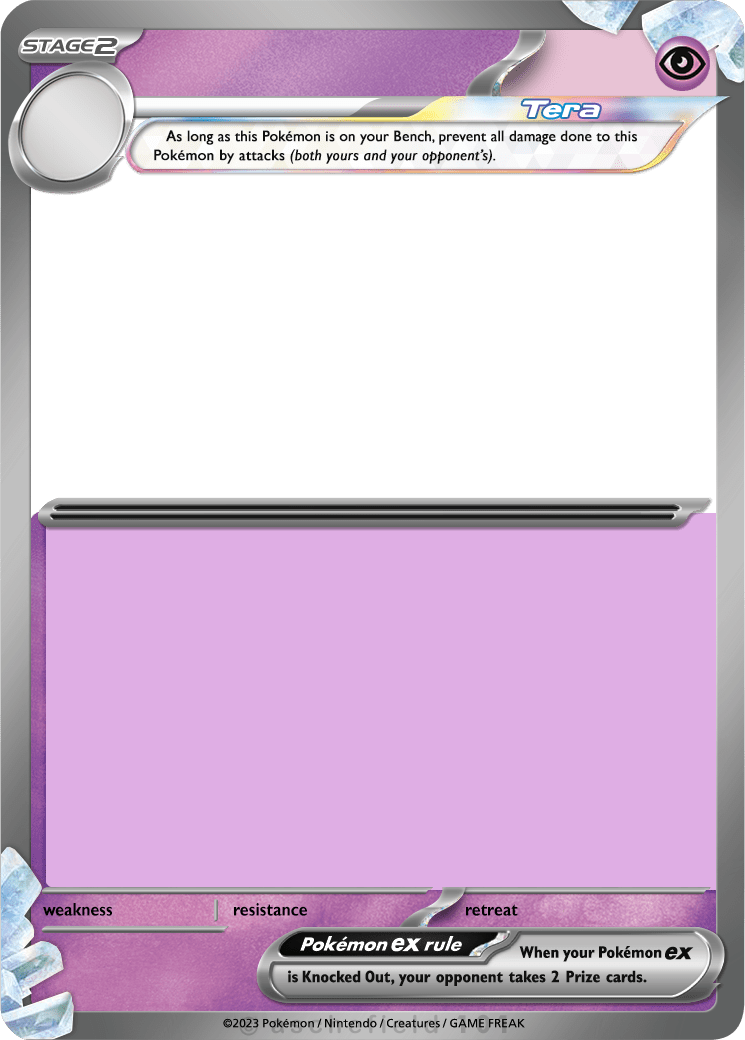 STAGE2
Tera
As long as this Pokémon is on your Bench, prevent all damage done to this
Pokémon by attacks (both yours and your opponent's).
weakness
resistance
retreat
Pokémon ex rule
When your Pokémon ex
is Knocked Out, your opponent takes 2 Prize cards.
©2023 Pokémon / Nintendo / Creatures / GAME FREAK